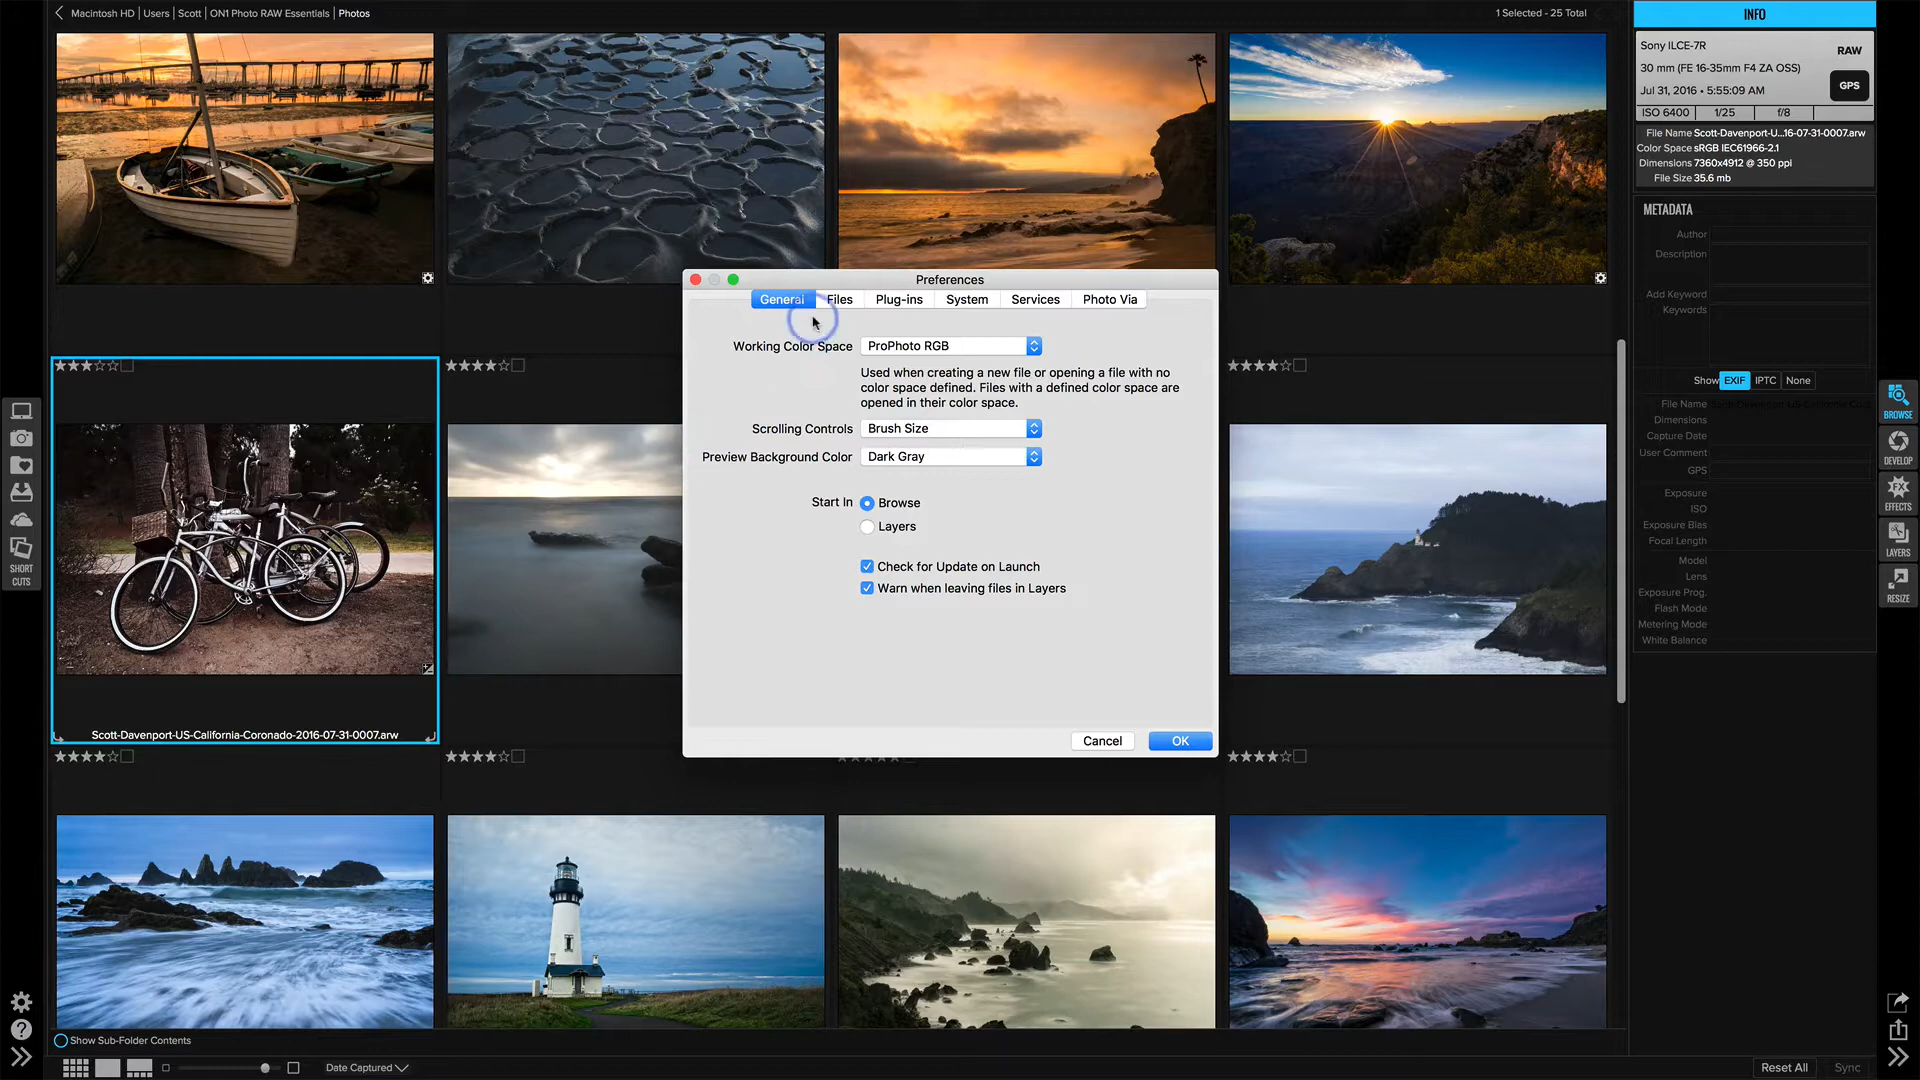 Macintosh HD | Users | Scott | ON1 Photo RAW Essentials | Photos
1 Selected - 25 Total
INFO
Sony ILCE-7R
RAW
30 mm (FE 16-35mm F4 ZA OSS)
Jul 31, 2016 • 5:55:09 AM
GPS
ISO 6400
1/25
f/8
File Name Scott-Davenport-U...16-07-31-0007.arw
Color Space sRGB IEC61966-2.1
Dimensions 7360x4912 @ 350 ppi
File Size 35.6 mb
METADATA
Author
Description
Add Keyword
Keywords
Show EXIF IPTC None
File Name
Dimensions
Capture Date
User Comment
GPS
Exposure
ISO
Exposure Bias
Focal Length
Model
Lens
Exposure Prog.
Flash Mode
Metering Mode
White Balance
Preferences
General Files Plug-ins System Services Photo Via
Working Color Space ProPhoto RGB
Used when creating a new file or opening a file with no
color space defined. Files with a defined color space are
opened in their color space.
Scrolling Controls Brush Size
Preview Background Color Dark Gray
Start In Browse
Layers
Check for Update on Launch
Warn when leaving files in Layers
Cancel OK
Scott-Davenport-US-California-Coronado-2016-07-31-0007.arw
SHORT
CUTS
BROWSE
DEVELOP
FX
EFFECTS
LAYERS
RESIZE
Show Sub-Folder Contents
Date Captured
Reset All
Sync